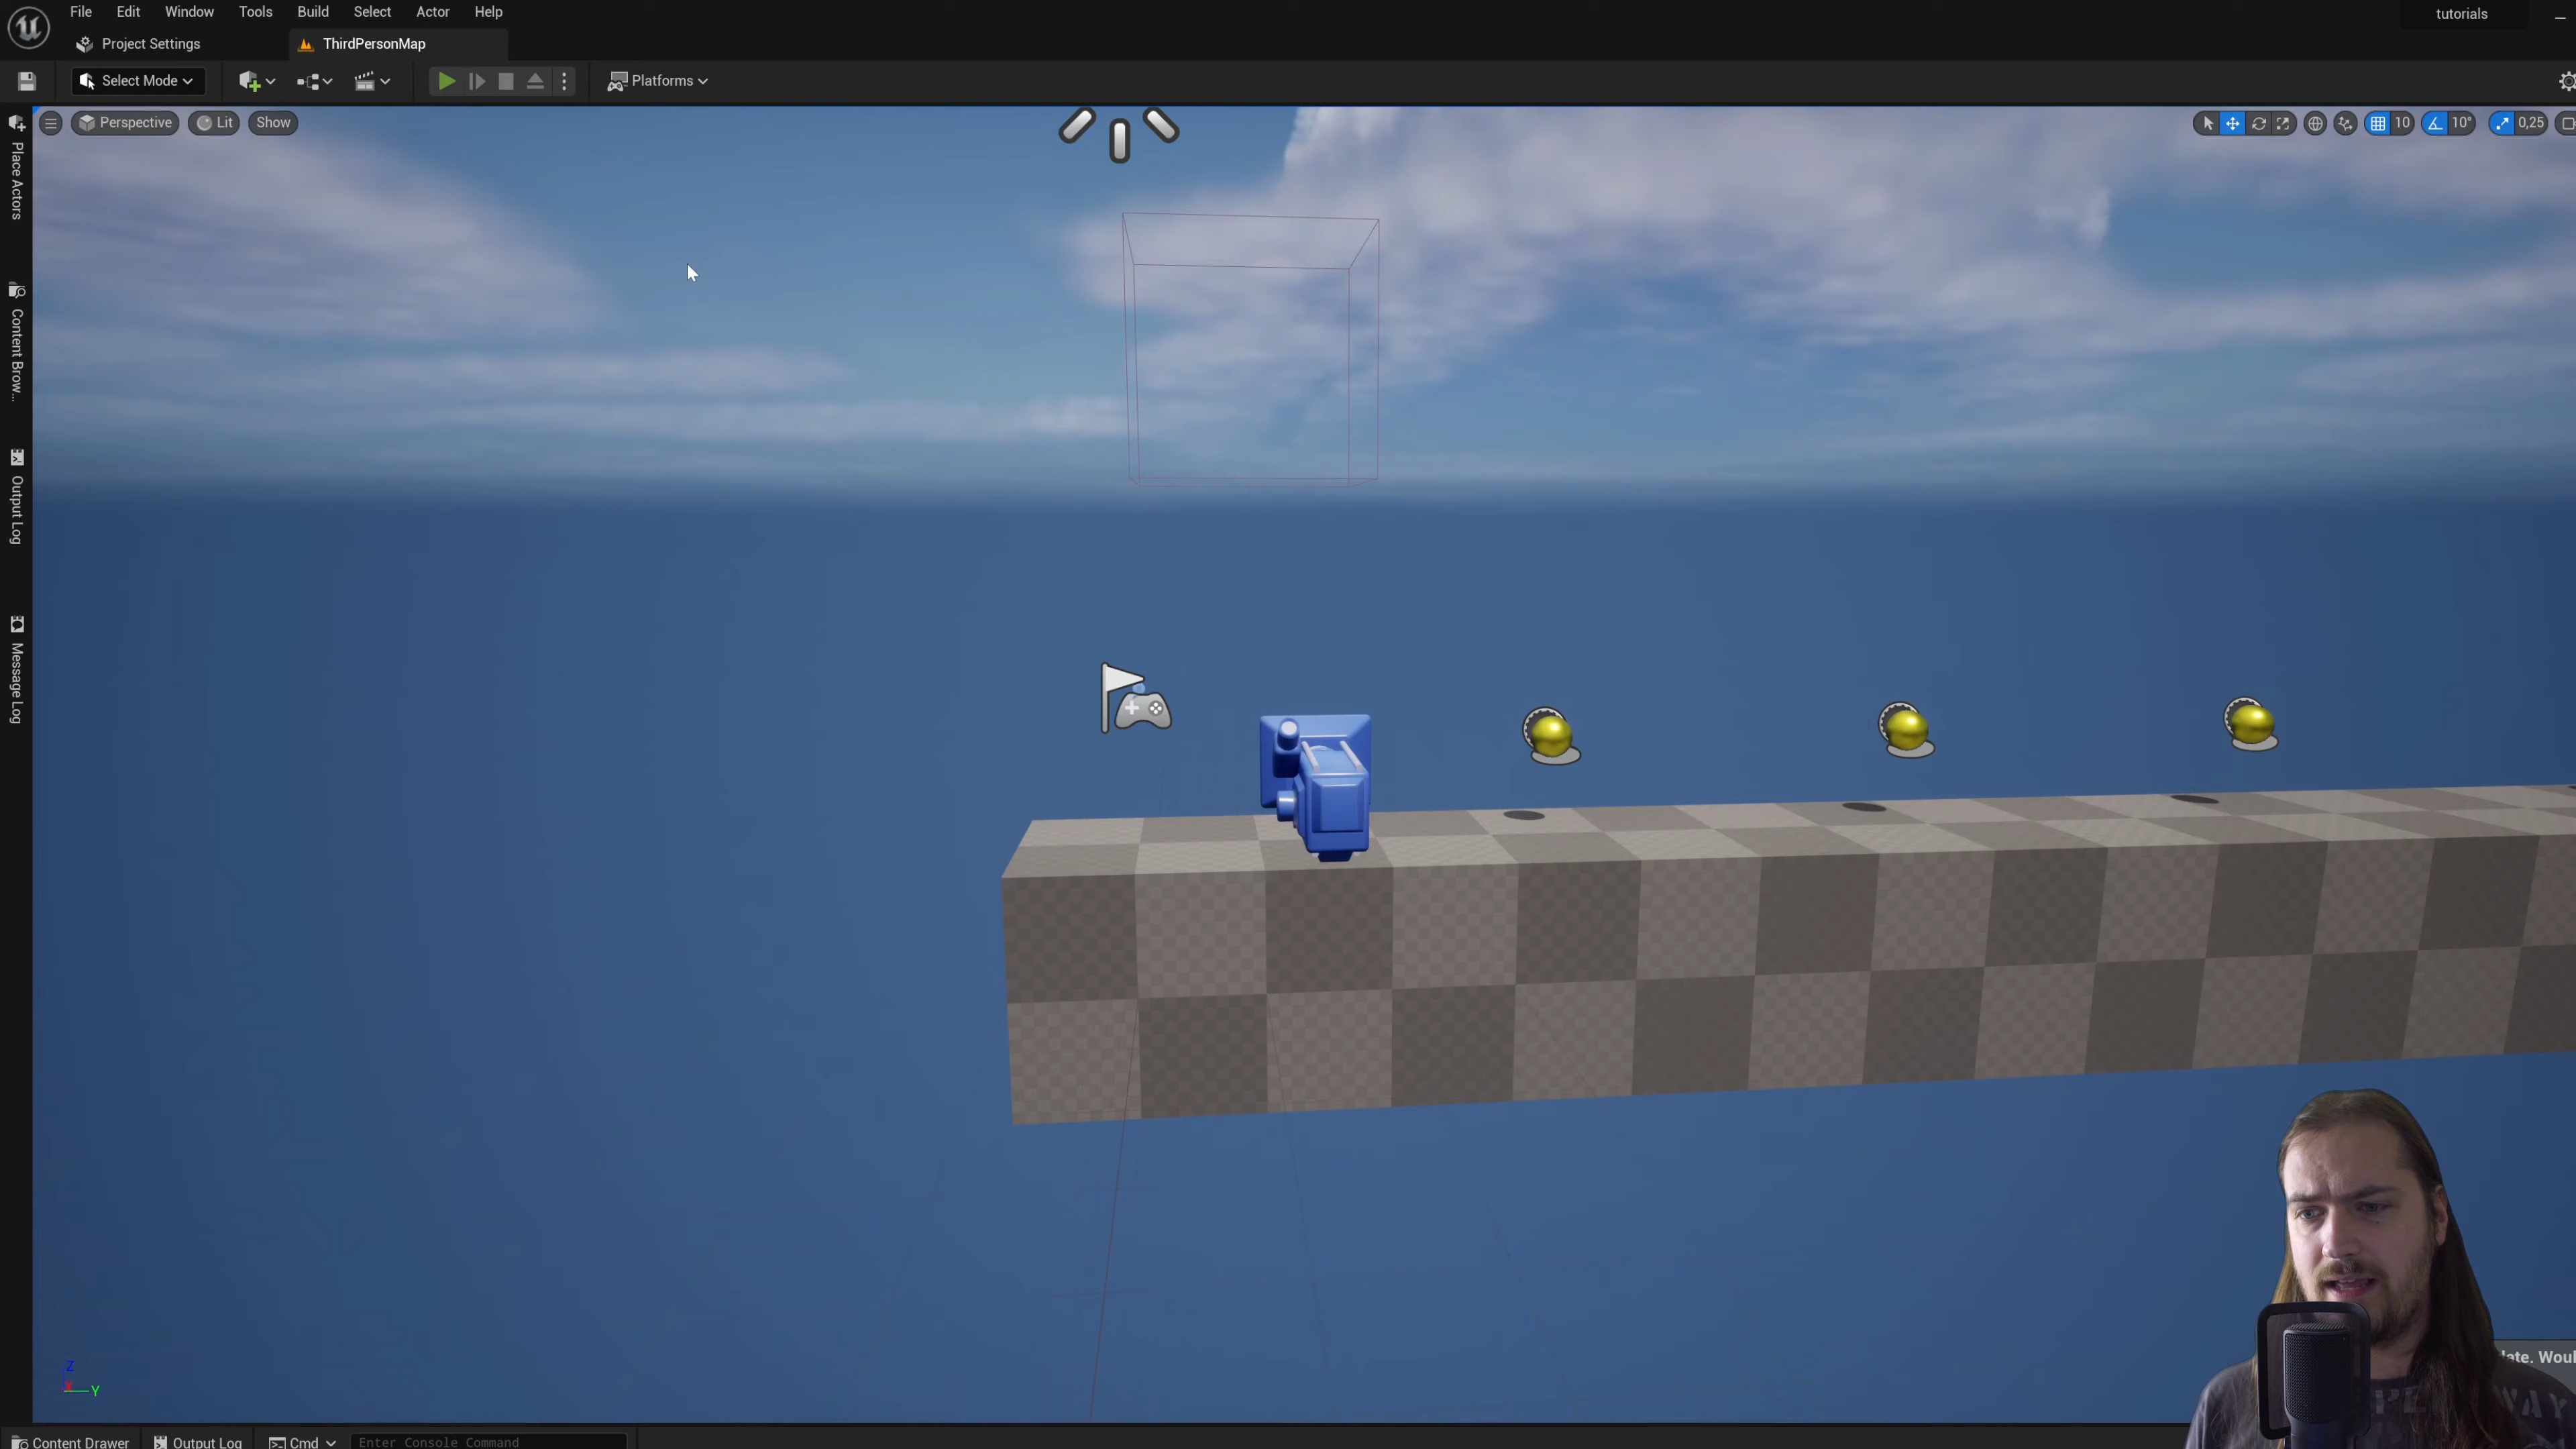 File Edit Window Tools Build Select Actor Help
tutorials
Project Settings
ThirdPersonMap
Select Mode
Platforms
Perspective
Lit
Show
10
10°
0,25
Place Actors
Content Brow...
Output Log
Message Log
Z
X
Y
late. Woul
WAY
Content Drawer
Output Log
Cmd
Enter Console Command